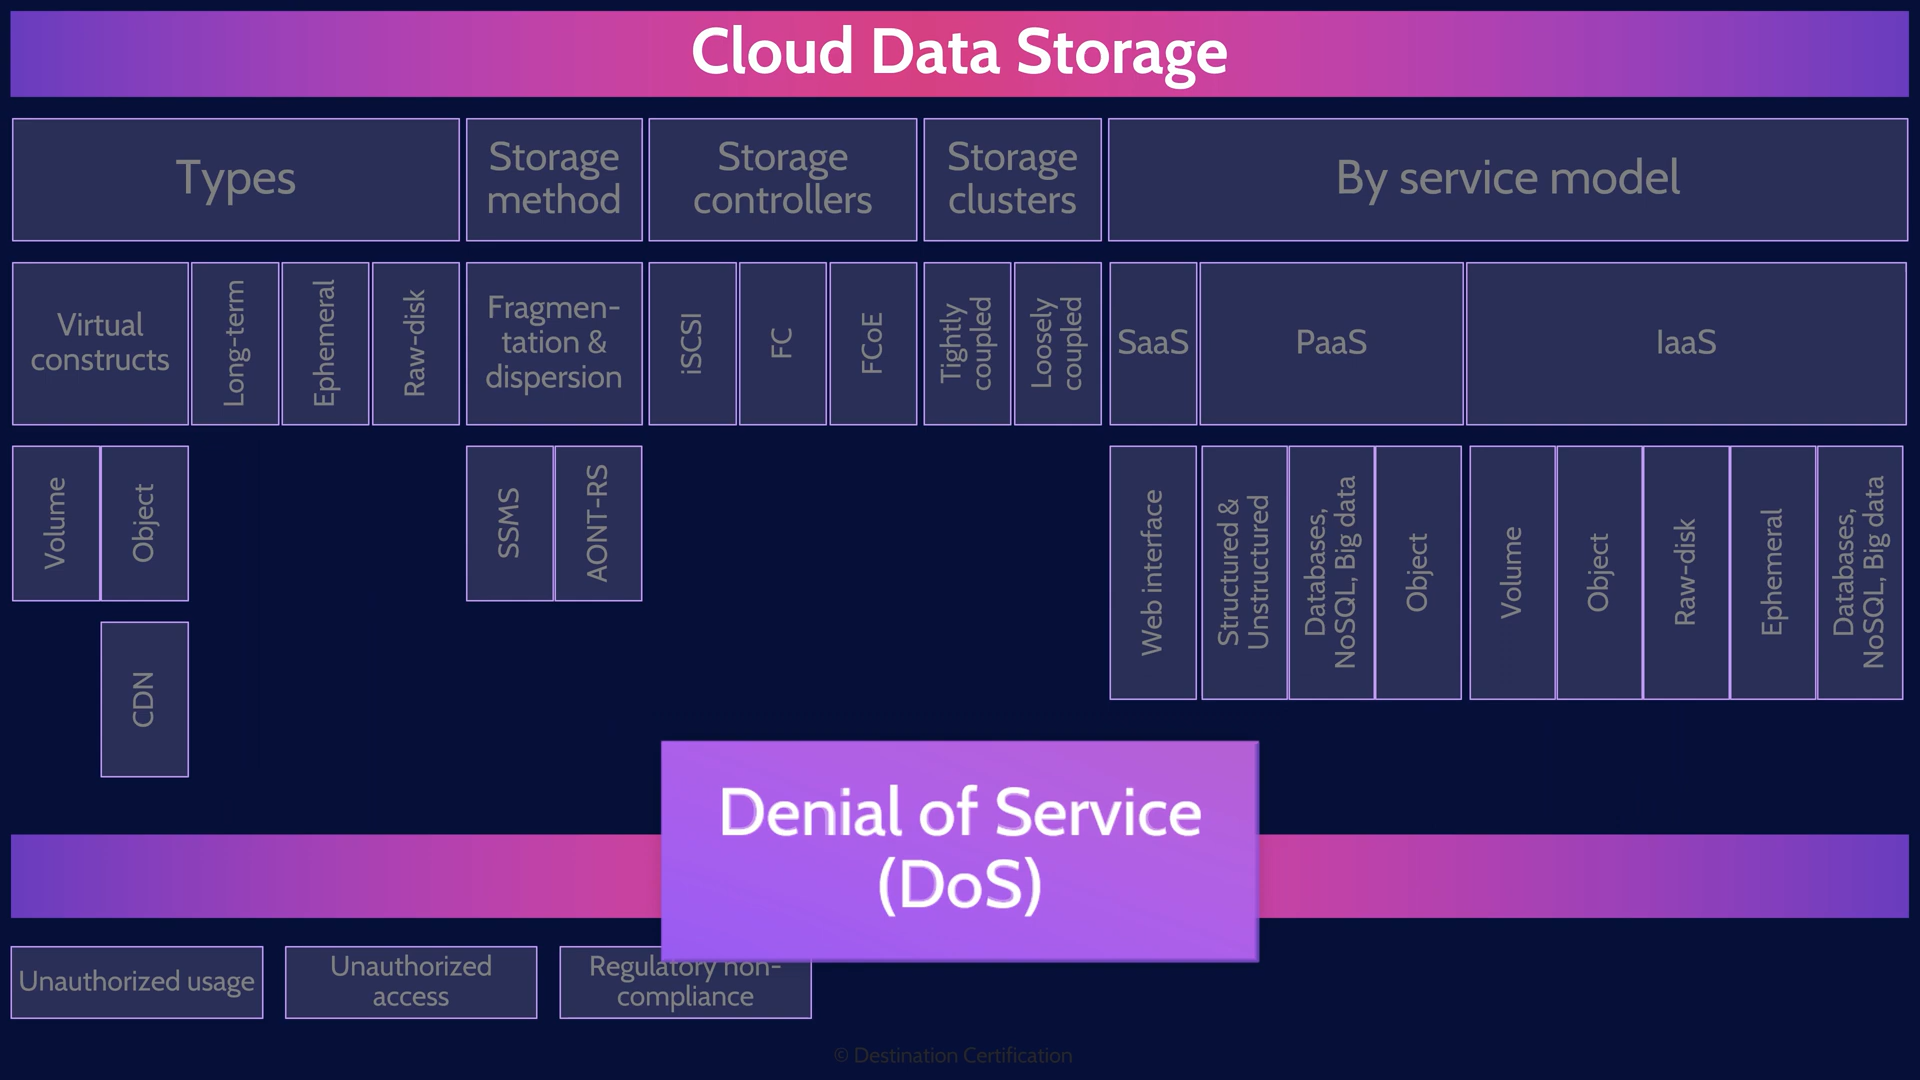 Cloud Data Storage
Types
Storage
method
Storage
controllers
Storage
clusters
By service model
Virtual
constructs
Long-term
Ephemeral
Raw-disk
Fragmen-
tation &
dispersion
iSCSI
FC
FCoE
Tightly
coupled
Loosely
coupled
SaaS
PaaS
IaaS
Volume
Object
SSMS
AONT-RS
Web interface
Structured &
Unstructured
Databases,
NoSQL, Big data
Object
Volume
Object
Raw-disk
Ephemeral
Databases,
NoSQL, Big data
CDN
Denial of Service
(DoS)
Unauthorized usage
Unauthorized
access
Regulatory non-
compliance
© Destination Certification